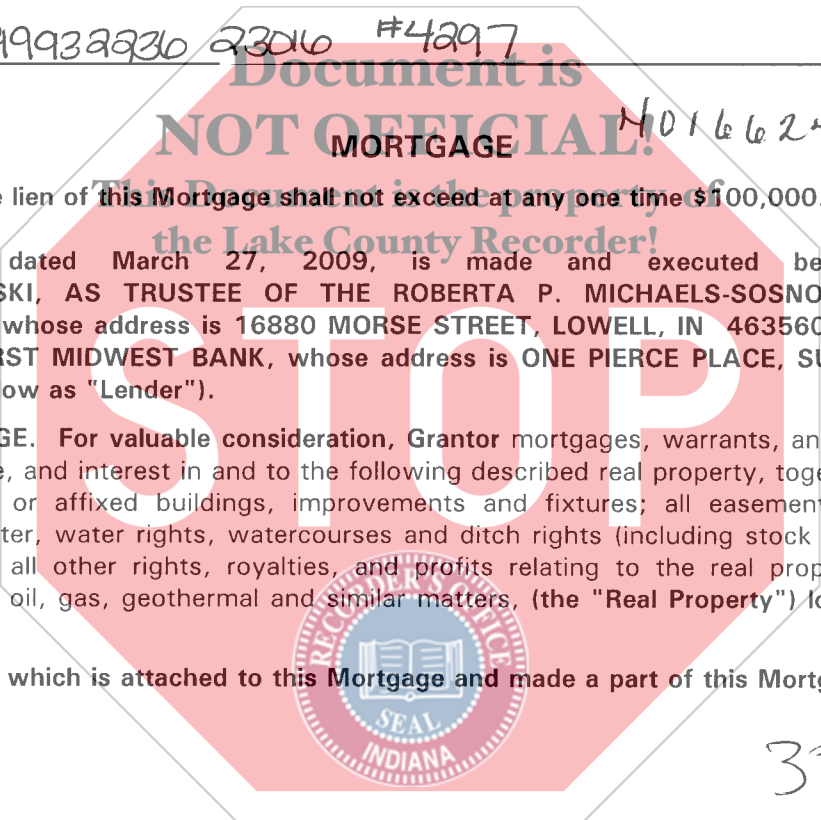 49932236 23016 #4297
Document is
NOT OFFICIAL!
MORTGAGE
M01662
e lien of this Mortgage shall not exceed at any one time $100,000.
This Document is the property of
the Lake County Recorder!
dated March 27, 2009, is made and executed be
SKI, AS TRUSTEE OF THE ROBERTA P. MICHAELS-SOSNO
whose address is 16880 MORSE STREET, LOWELL, IN 463560
RST MIDWEST BANK, whose address is ONE PIERCE PLACE, SU
ow as "Lender").
GE. For valuable consideration, Grantor mortgages, warrants, an
e, and interest in and to the following described real property, toge
or affixed buildings, improvements and fixtures; all easement
ter, water rights, watercourses and ditch rights (including stock
all other rights, royalties, and profits relating to the real prop
oil, gas, geothermal and similar matters, (the "Real Property") lo
which is attached to this Mortgage and made a part of this Mortg
STOP
RECORDER'S OFFICE
SEAL
INDIANA